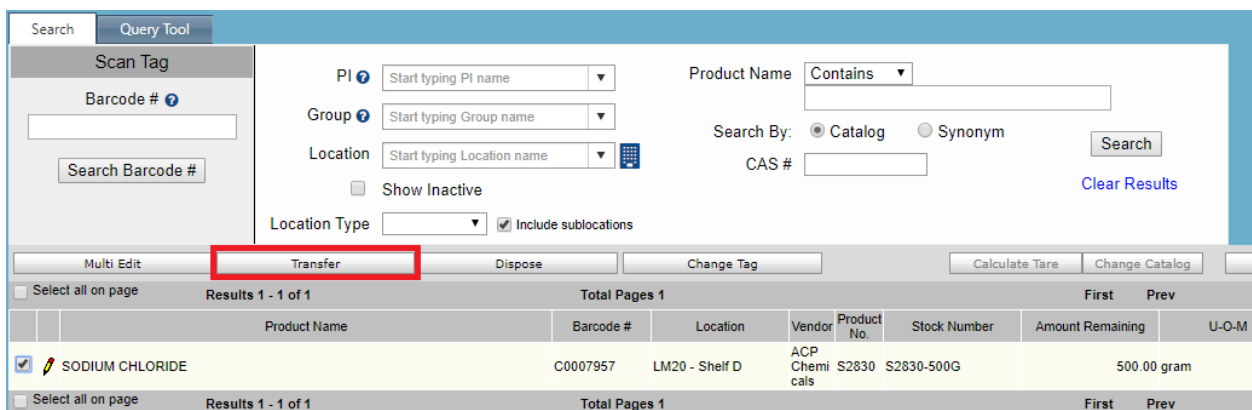 Search Query Tool
Scan Tag
Barcode #
Search Barcode #
PI Start typing PI name
Group Start typing Group name
Location Start typing Location name
Show Inactive
Location Type Include sublocations
Product Name Contains
Search By: Catalog Synonym
CAS #
Search
Clear Results
Multi Edit Transfer Dispose Change Tag Calculate Tare Change Catalog
Select all on page Results 1 - 1 of 1 Total Pages 1 First Prev
Product Name Barcode # Location Vendor Product No. Stock Number Amount Remaining U-O-M
SODIUM CHLORIDE C0007957 LM20 - Shelf D ACP Chemi cals S2830 S2830-500G 500.00 gram
Select all on page Results 1 - 1 of 1 Total Pages 1 First Prev